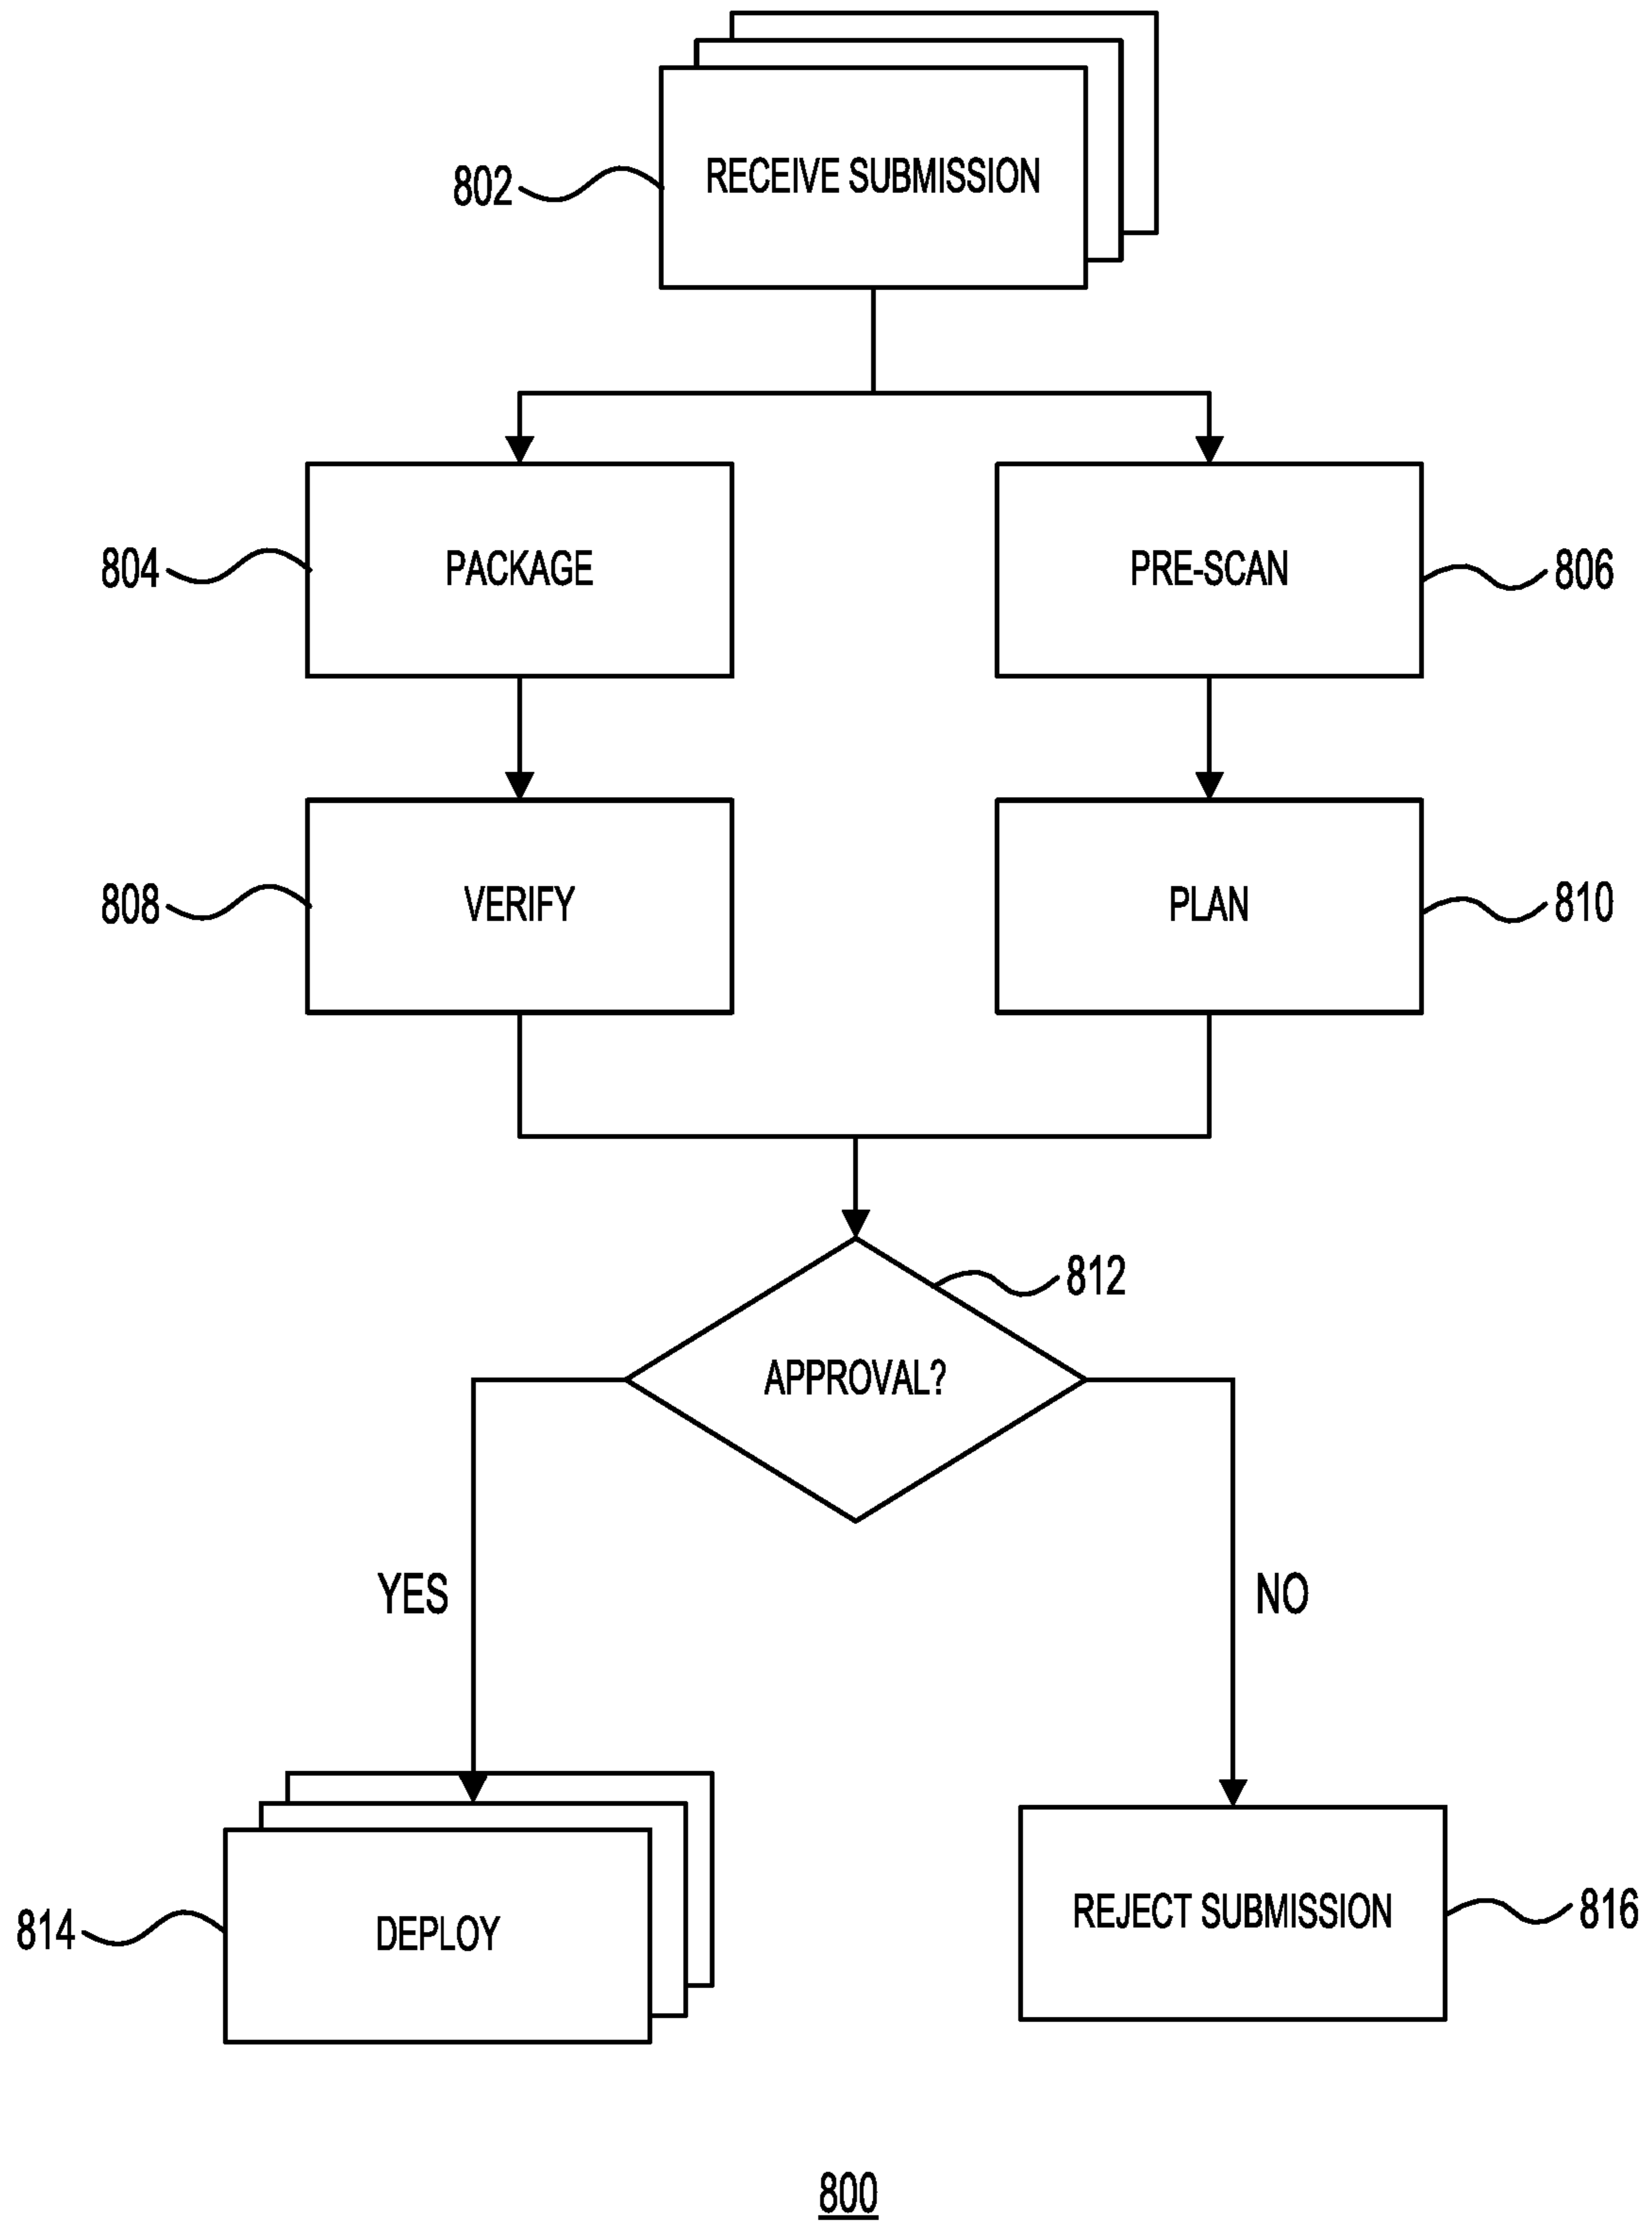 802
RECEIVE SUBMISSION
804
PACKAGE
PRE-SCAN
806
808
VERIFY
PLAN
810
812
APPROVAL?
YES
NO
814
DEPLOY
REJECT SUBMISSION
816
800